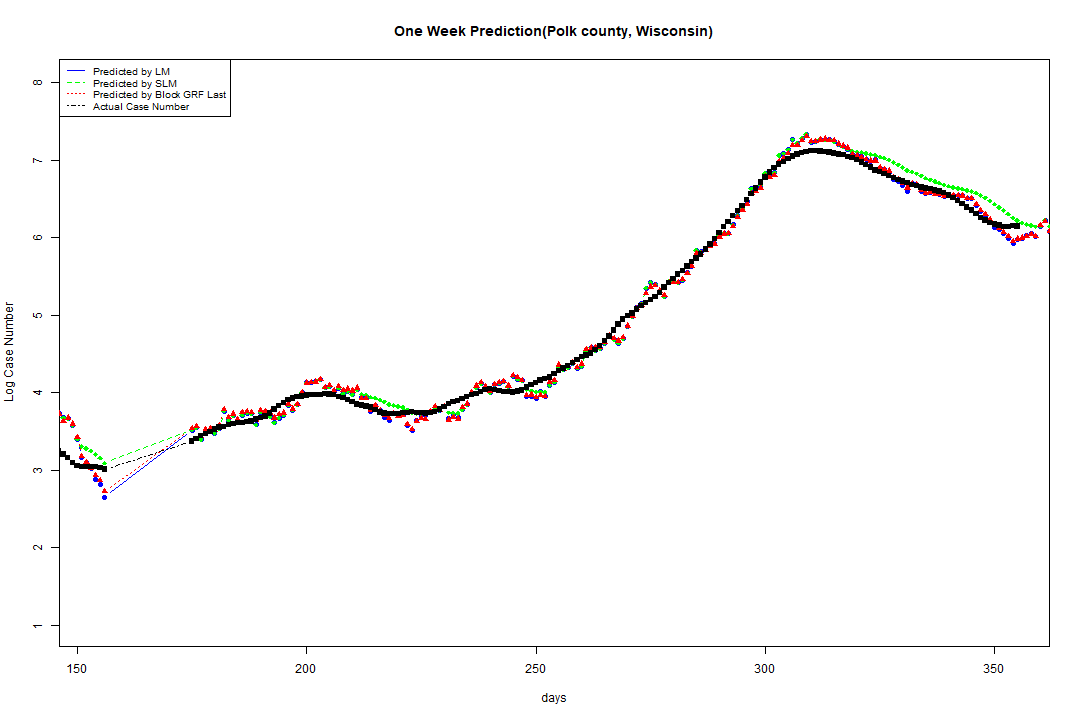 One Week Prediction(Polk county, Wisconsin)
Predicted by LM
Predicted by SLM
Predicted by Block GRF Last
Actual Case Number
8
7
6
5
4
3
2
1
Log Case Number
150 200 250 300 350
days